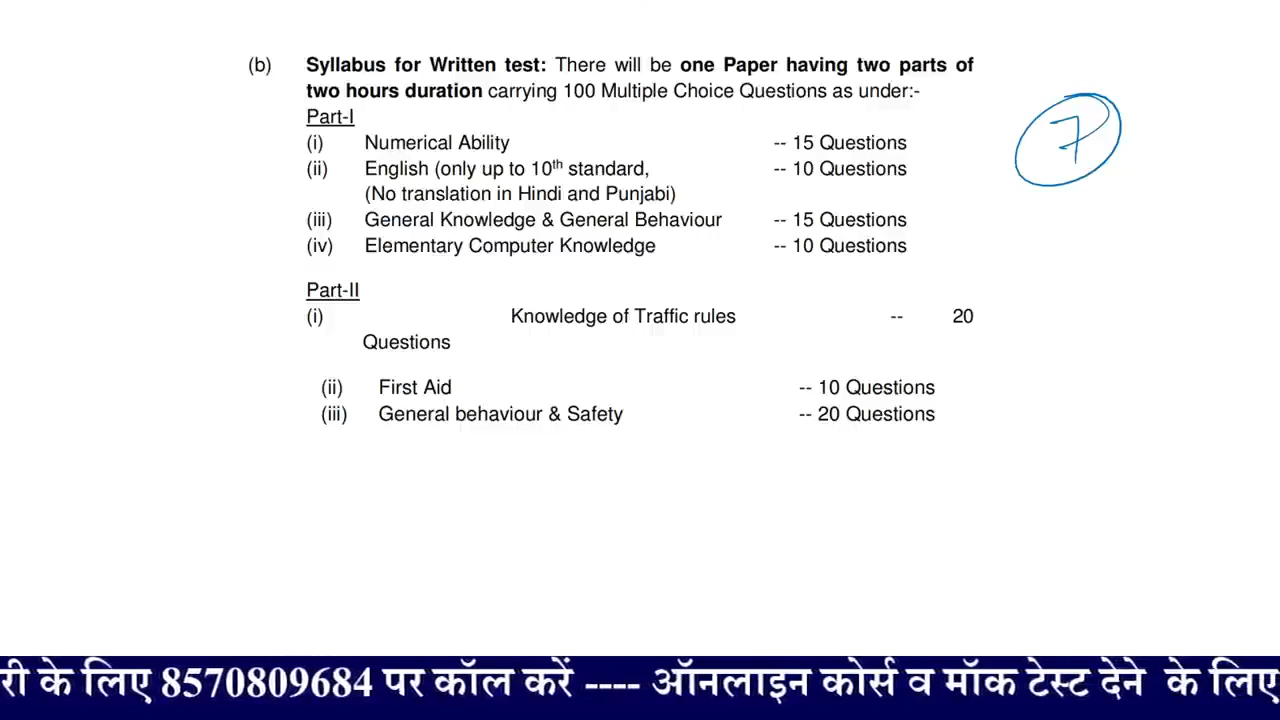 (b) Syllabus for Written test: There will be one Paper having two parts of
two hours duration carrying 100 Multiple Choice Questions as under:-
Part-I
(i) Numerical Ability -- 15 Questions
(ii) English (only up to 10th standard, -- 10 Questions
(No translation in Hindi and Punjabi)
(iii) General Knowledge & General Behaviour -- 15 Questions
(iv) Elementary Computer Knowledge -- 10 Questions
Part-II
(i) Knowledge of Traffic rules -- 20
Questions
(ii) First Aid -- 10 Questions
(iii) General behaviour & Safety -- 20 Questions
री के लिए 8570809684 पर कॉल करें ---- ऑनलाइन कोर्स व मॉक टेस्ट देने के लिए